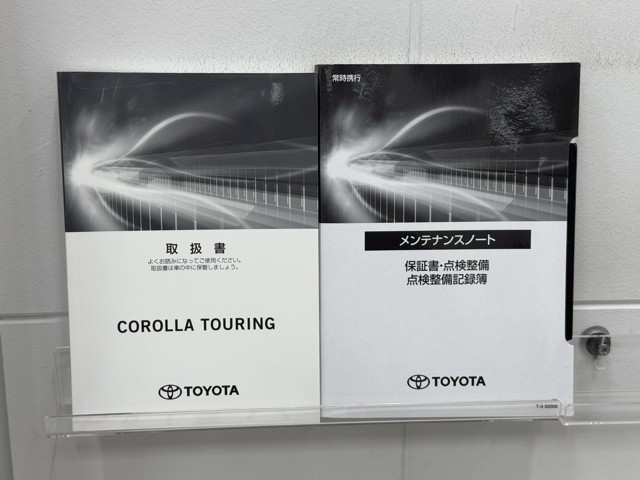 取扱書
よくお読みになってご使用ください。
取扱書は車の中に保管しましょう。
COROLLA TOURING
TOYOTA
常時携行
メンテナンスノート
保証書・点検整備
点検整備記録簿
TOYOTA